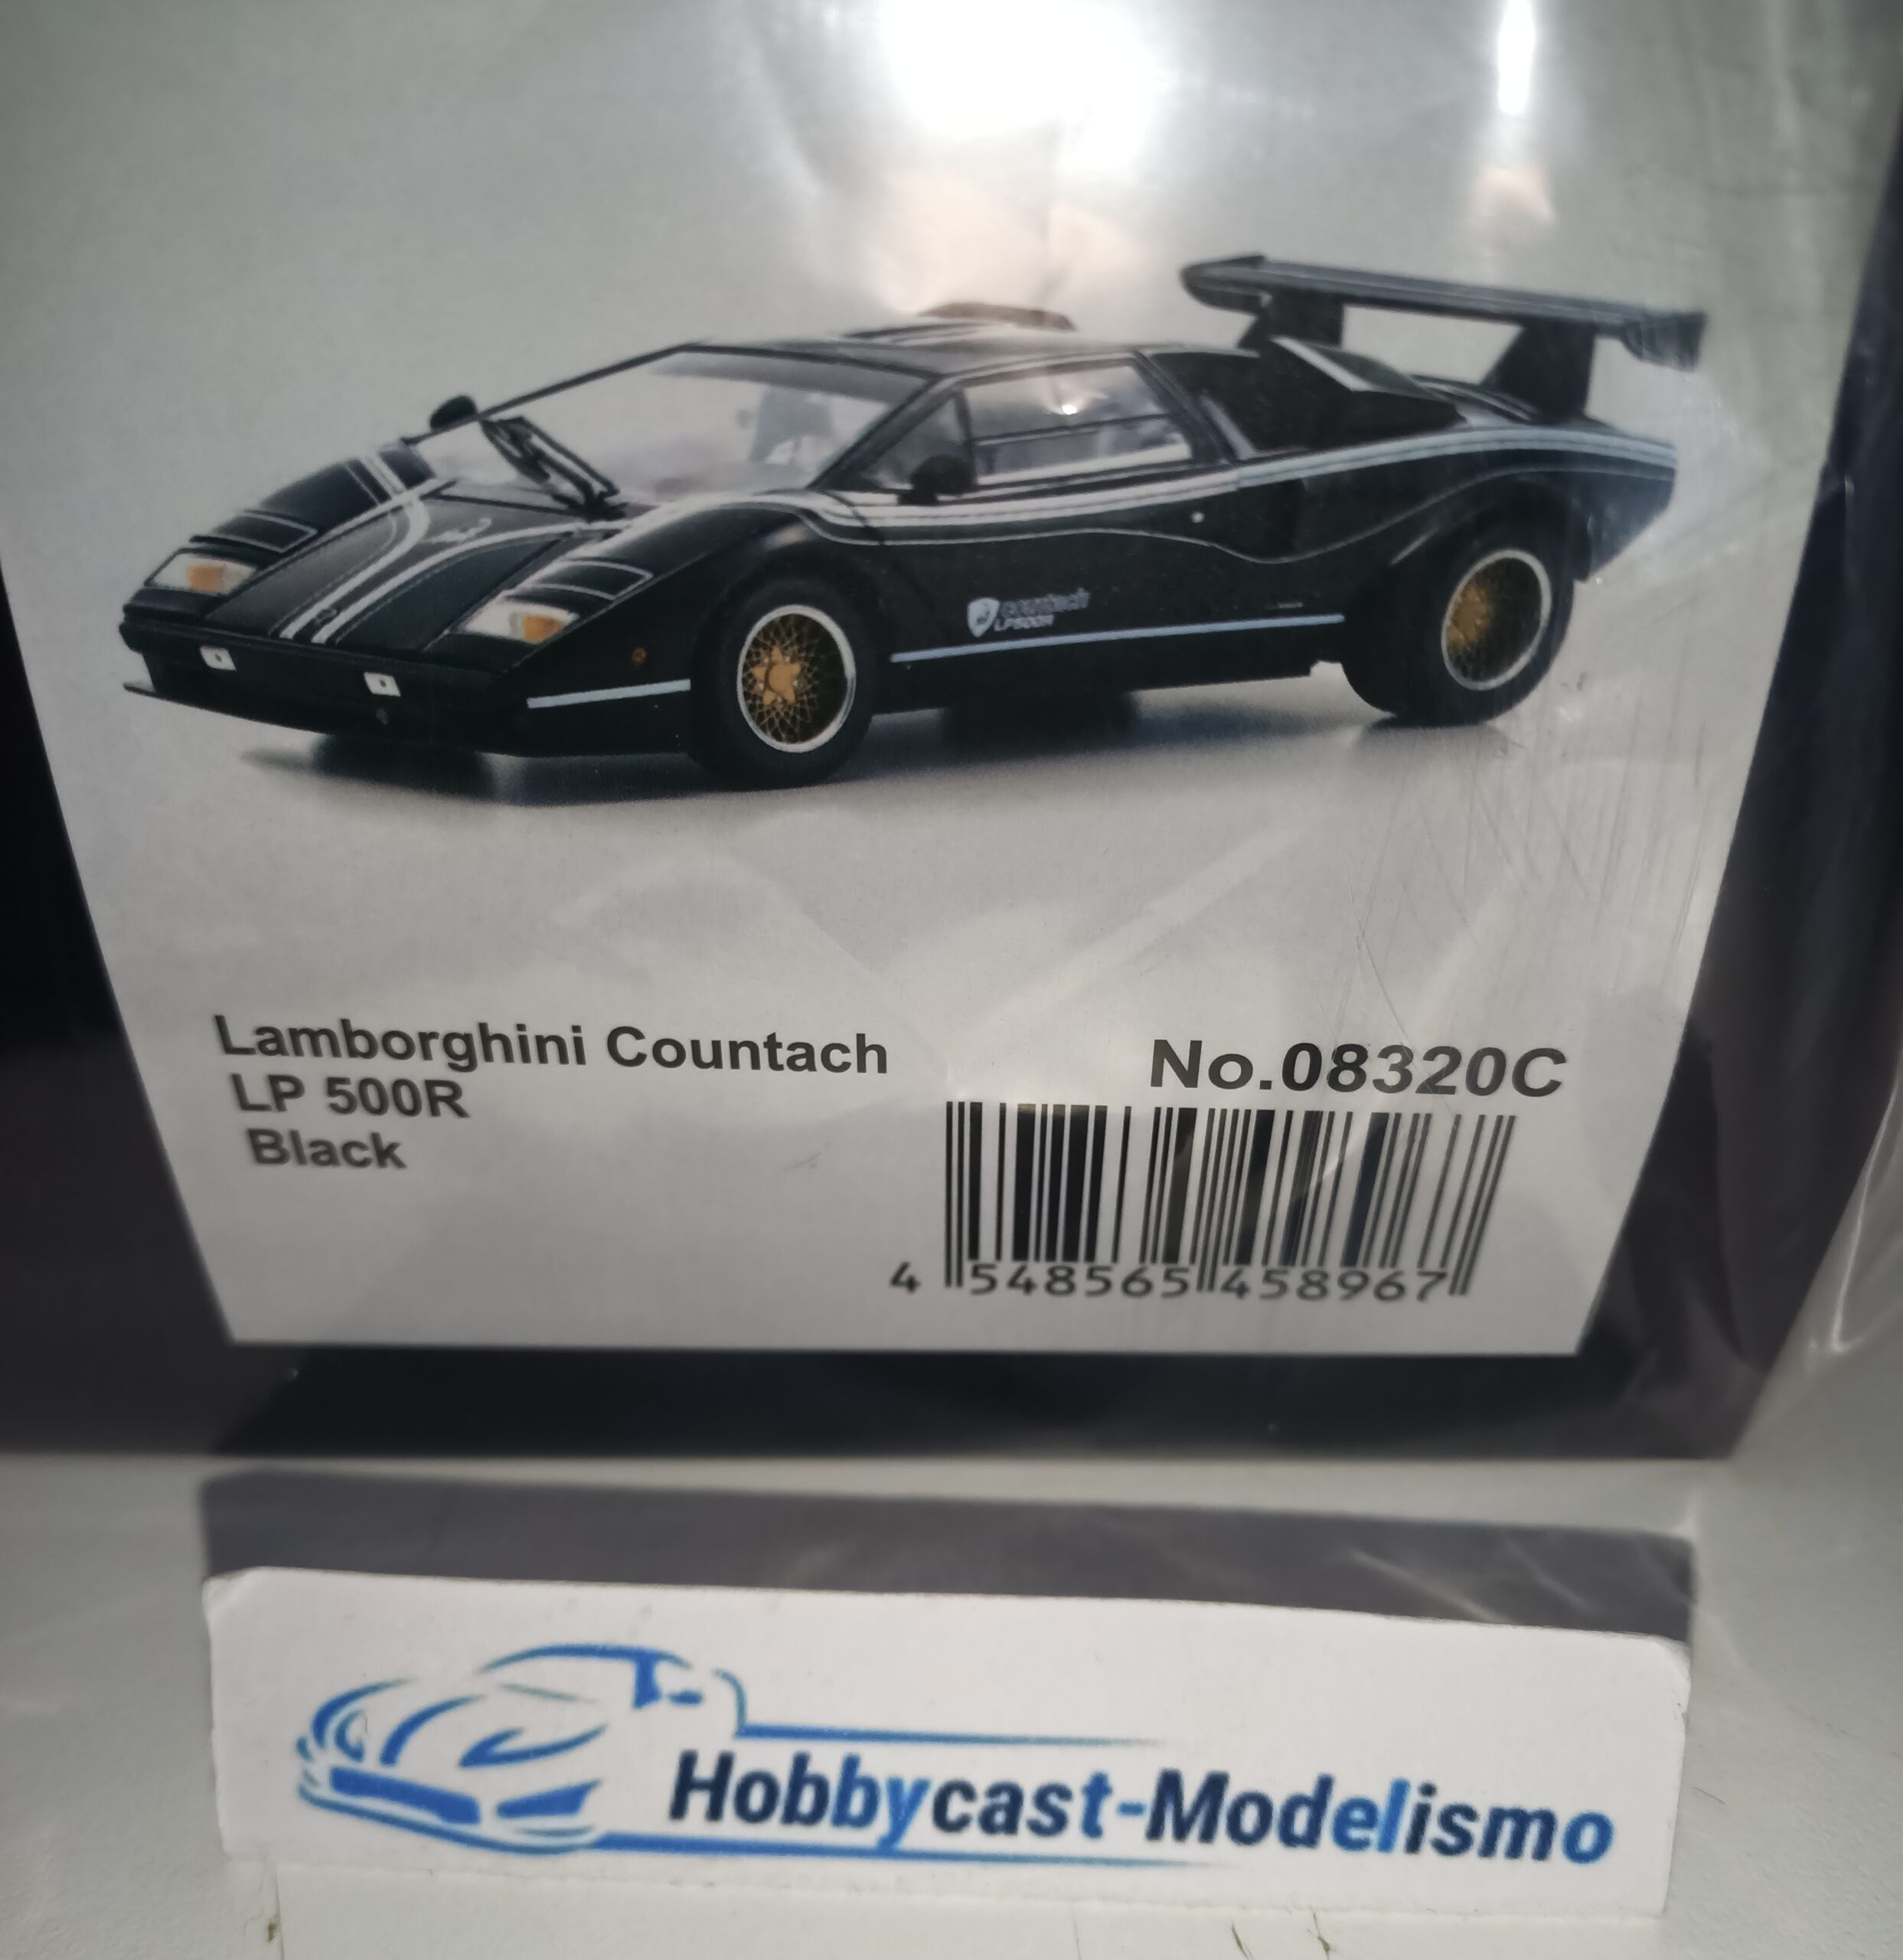 countach
LP500R
Lamborghini Countach
LP 500R
Black
No.08320C
4 548565 458967
Hobbycast-Modelismo